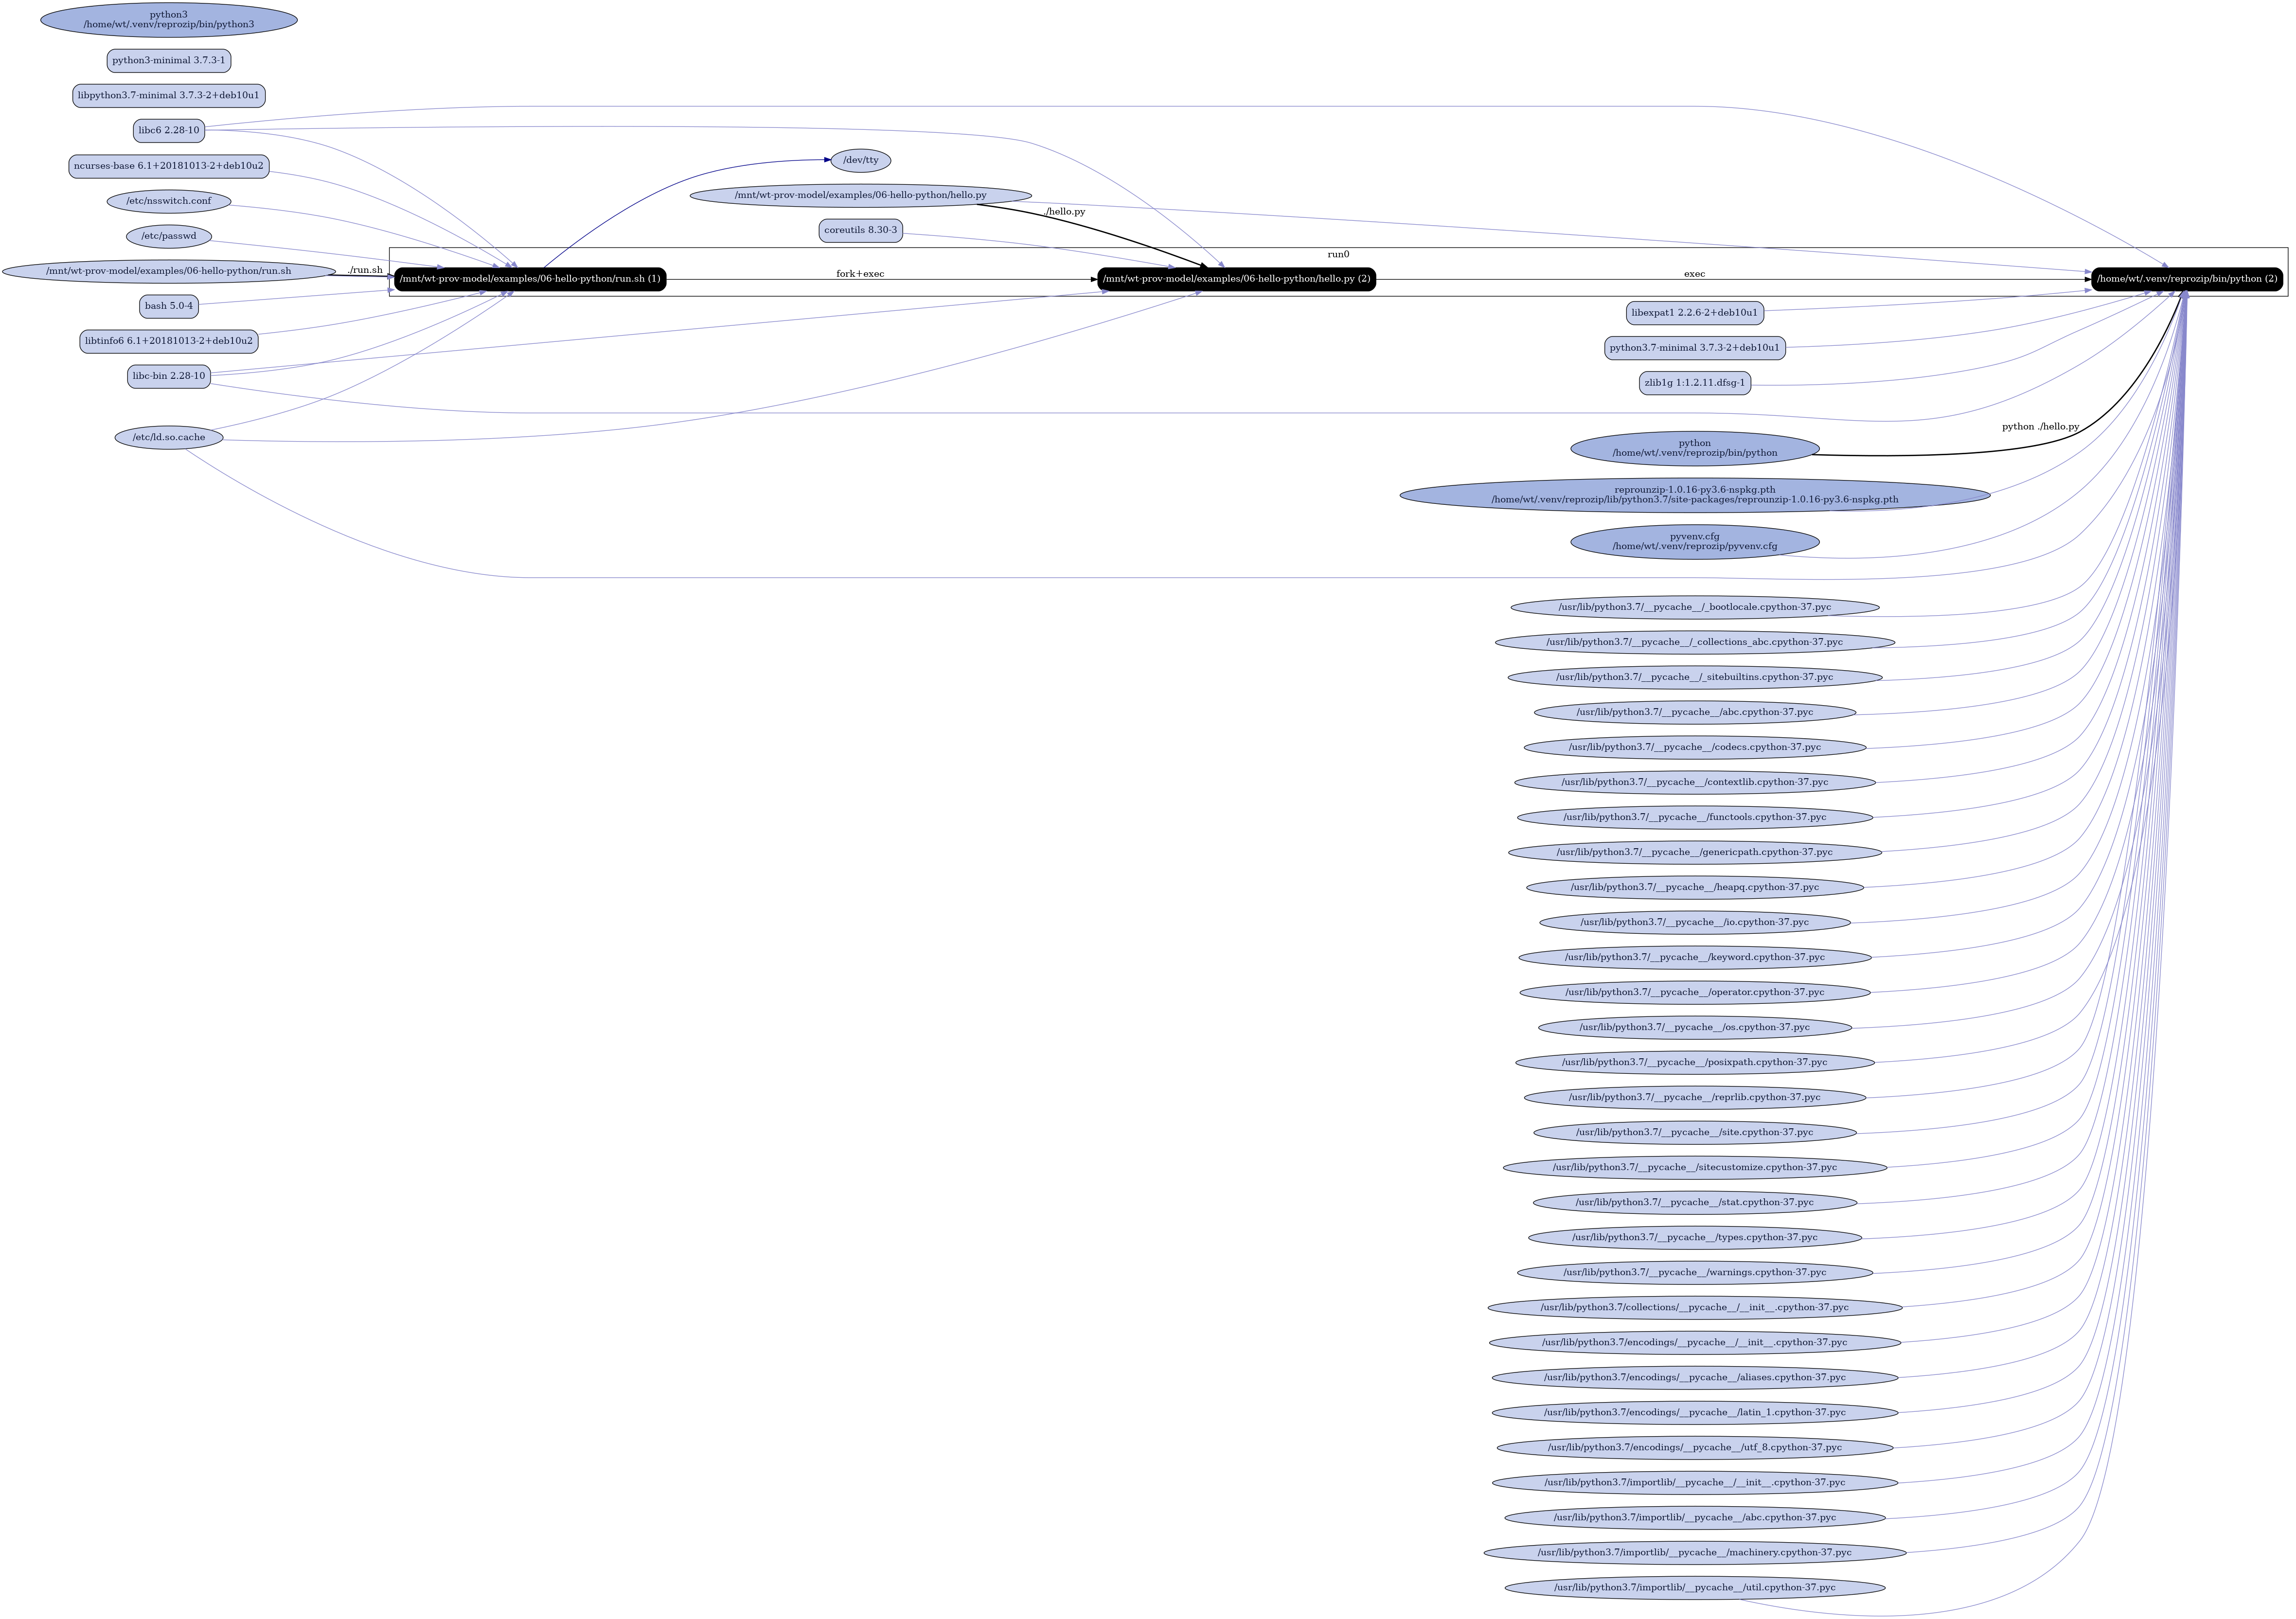 python3
/home/wt/.venv/reprozip/bin/python3
python3-minimal 3.7.3-1
libpython3.7-minimal 3.7.3-2+deb10u1
libc6 2.28-10
ncurses-base 6.1+20181013-2+deb10u2
/etc/nsswitch.conf
/etc/passwd
/mnt/wt-prov-model/examples/06-hello-python/run.sh
./run.sh
bash 5.0-4
libtinfo6 6.1+20181013-2+deb10u2
libc-bin 2.28-10
/etc/ld.so.cache
/dev/tty
/mnt/wt-prov-model/examples/06-hello-python/hello.py
./hello.py
coreutils 8.30-3
run0
/mnt/wt-prov-model/examples/06-hello-python/run.sh (1)
fork+exec
/mnt/wt-prov-model/examples/06-hello-python/hello.py (2)
exec
/home/wt/.venv/reprozip/bin/python (2)
libexpat1 2.2.6-2+deb10u1
python3.7-minimal 3.7.3-2+deb10u1
zlib1g 1:1.2.11.dfsg-1
python ./hello.py
python
/home/wt/.venv/reprozip/bin/python
reprounzip-1.0.16-py3.6-nspkg.pth
/home/wt/.venv/reprozip/lib/python3.7/site-packages/reprounzip-1.0.16-py3.6-nspkg.pth
pyvenv.cfg
/home/wt/.venv/reprozip/pyvenv.cfg
/usr/lib/python3.7/__pycache__/_bootlocale.cpython-37.pyc
/usr/lib/python3.7/__pycache__/_collections_abc.cpython-37.pyc
/usr/lib/python3.7/__pycache__/_sitebuiltins.cpython-37.pyc
/usr/lib/python3.7/__pycache__/abc.cpython-37.pyc
/usr/lib/python3.7/__pycache__/codecs.cpython-37.pyc
/usr/lib/python3.7/__pycache__/contextlib.cpython-37.pyc
/usr/lib/python3.7/__pycache__/functools.cpython-37.pyc
/usr/lib/python3.7/__pycache__/genericpath.cpython-37.pyc
/usr/lib/python3.7/__pycache__/heapq.cpython-37.pyc
/usr/lib/python3.7/__pycache__/io.cpython-37.pyc
/usr/lib/python3.7/__pycache__/keyword.cpython-37.pyc
/usr/lib/python3.7/__pycache__/operator.cpython-37.pyc
/usr/lib/python3.7/__pycache__/os.cpython-37.pyc
/usr/lib/python3.7/__pycache__/posixpath.cpython-37.pyc
/usr/lib/python3.7/__pycache__/reprlib.cpython-37.pyc
/usr/lib/python3.7/__pycache__/site.cpython-37.pyc
/usr/lib/python3.7/__pycache__/sitecustomize.cpython-37.pyc
/usr/lib/python3.7/__pycache__/stat.cpython-37.pyc
/usr/lib/python3.7/__pycache__/types.cpython-37.pyc
/usr/lib/python3.7/__pycache__/warnings.cpython-37.pyc
/usr/lib/python3.7/collections/__pycache__/__init__.cpython-37.pyc
/usr/lib/python3.7/encodings/__pycache__/__init__.cpython-37.pyc
/usr/lib/python3.7/encodings/__pycache__/aliases.cpython-37.pyc
/usr/lib/python3.7/encodings/__pycache__/latin_1.cpython-37.pyc
/usr/lib/python3.7/encodings/__pycache__/utf_8.cpython-37.pyc
/usr/lib/python3.7/importlib/__pycache__/__init__.cpython-37.pyc
/usr/lib/python3.7/importlib/__pycache__/abc.cpython-37.pyc
/usr/lib/python3.7/importlib/__pycache__/machinery.cpython-37.pyc
/usr/lib/python3.7/importlib/__pycache__/util.cpython-37.pyc